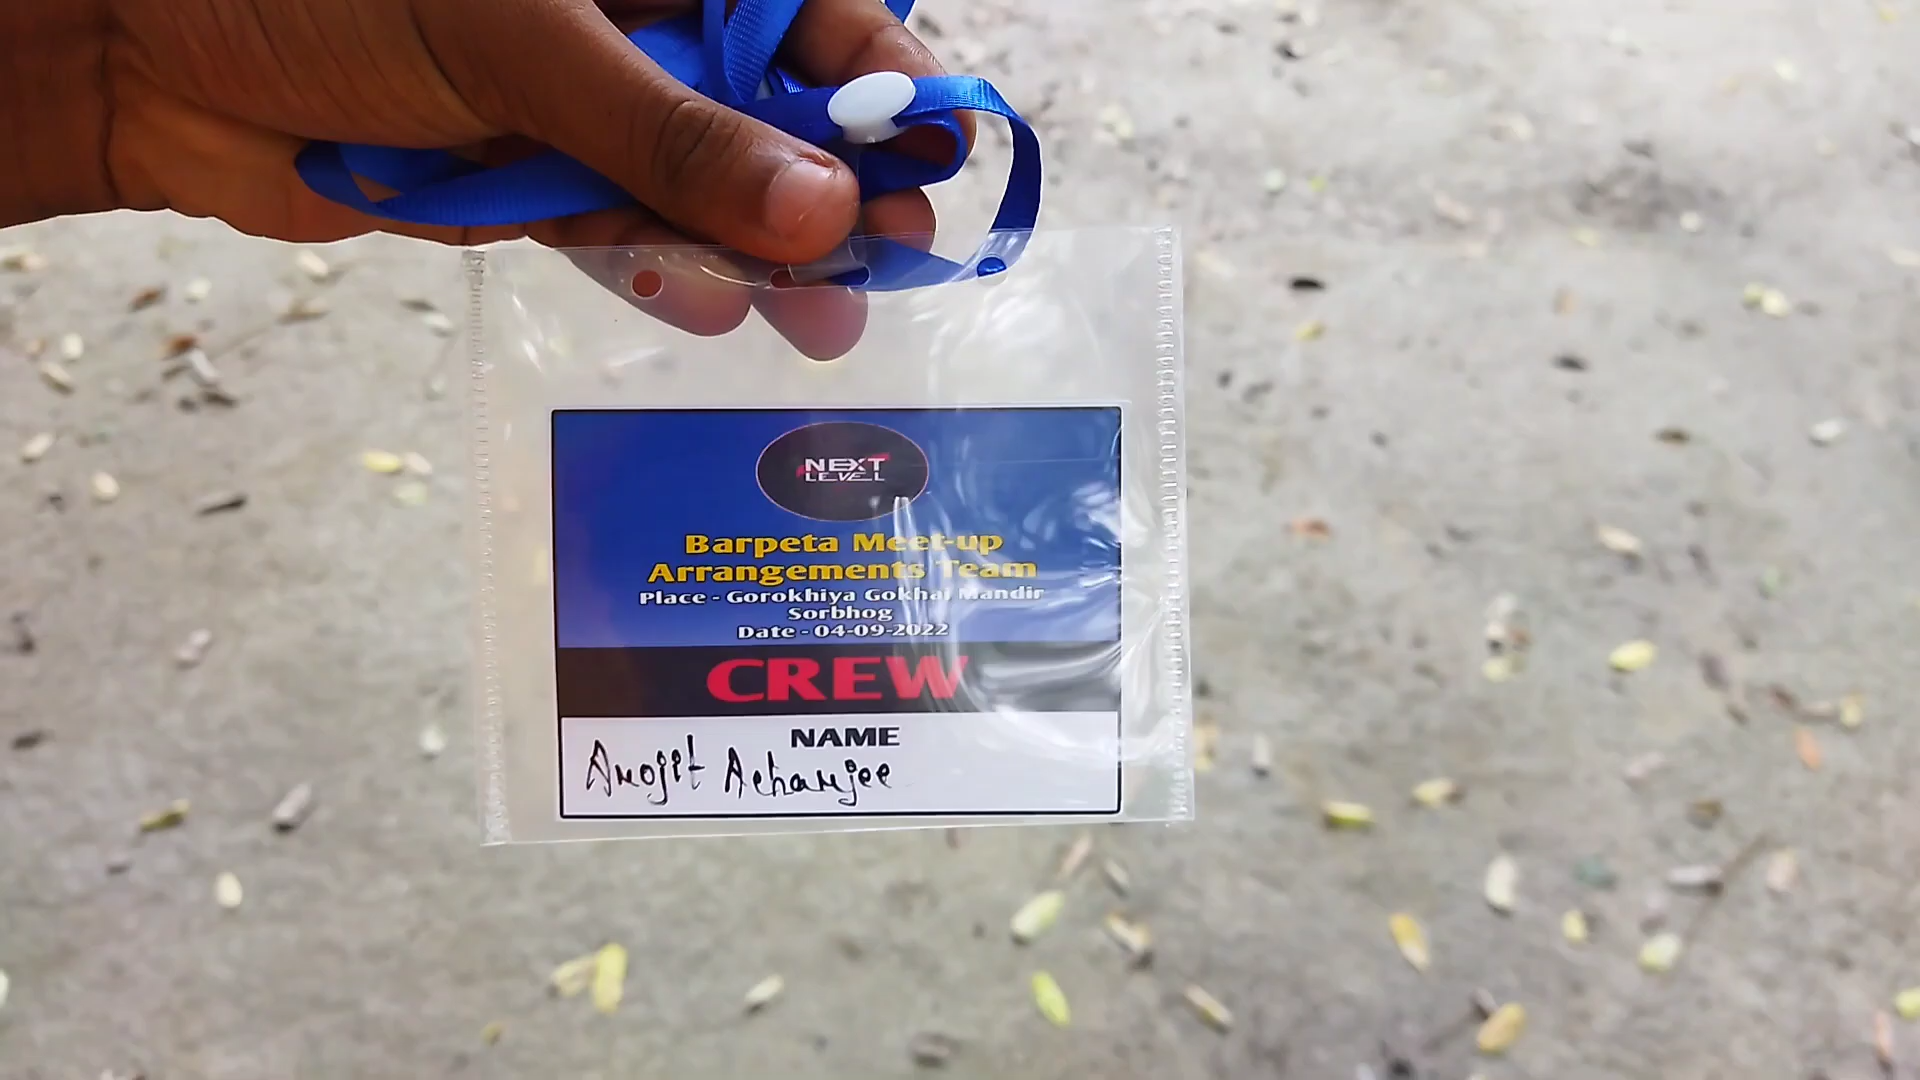 NEXT
LEVEL
Barpeta Meet-up
Arrangements Team
Place - Gorokhiya Gokhai Mandir
Sorbhog
Date - 04-09-2022
CREW
NAME
Arojit Acharjee